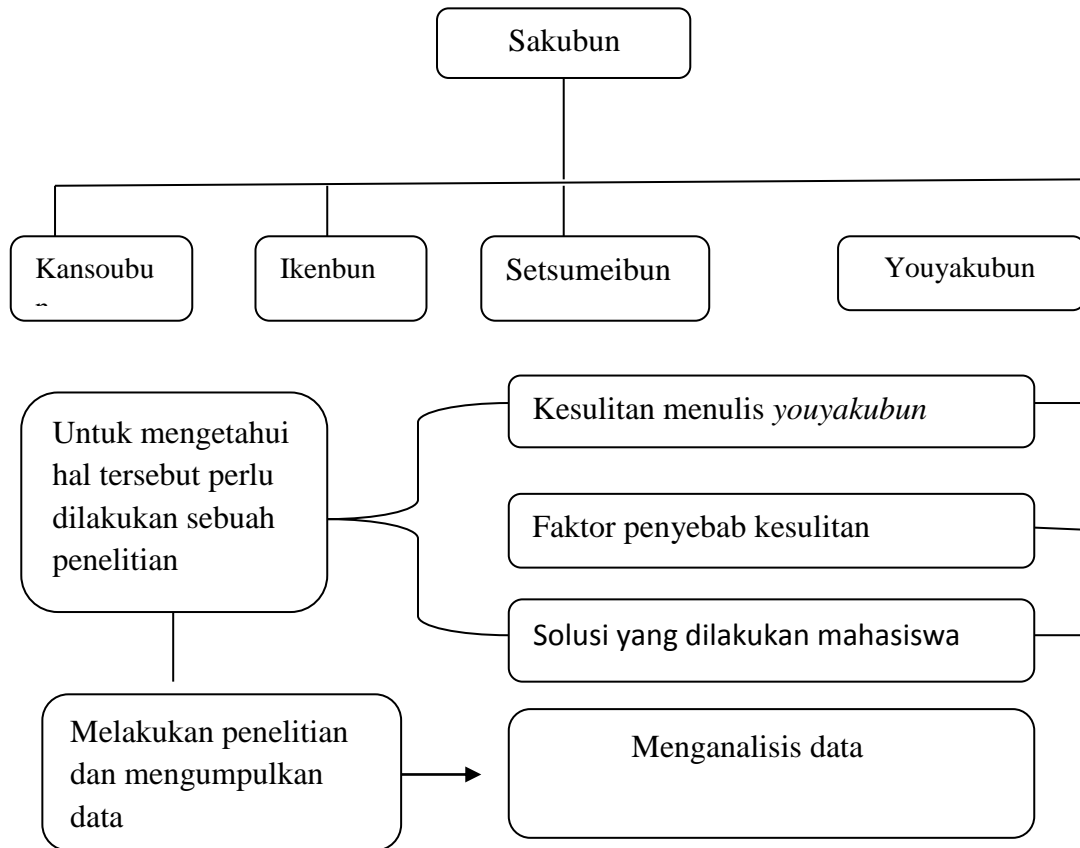 Sakubun
Kansoubu
Ikenbun
Setsumeibun
Youyakubun
Untuk mengetahui
hal tersebut perlu
dilakukan sebuah
penelitian
Kesulitan menulis youyakubun
Faktor penyebab kesulitan
Solusi yang dilakukan mahasiswa
Melakukan penelitian
dan mengumpulkan
data
Menganalisis data